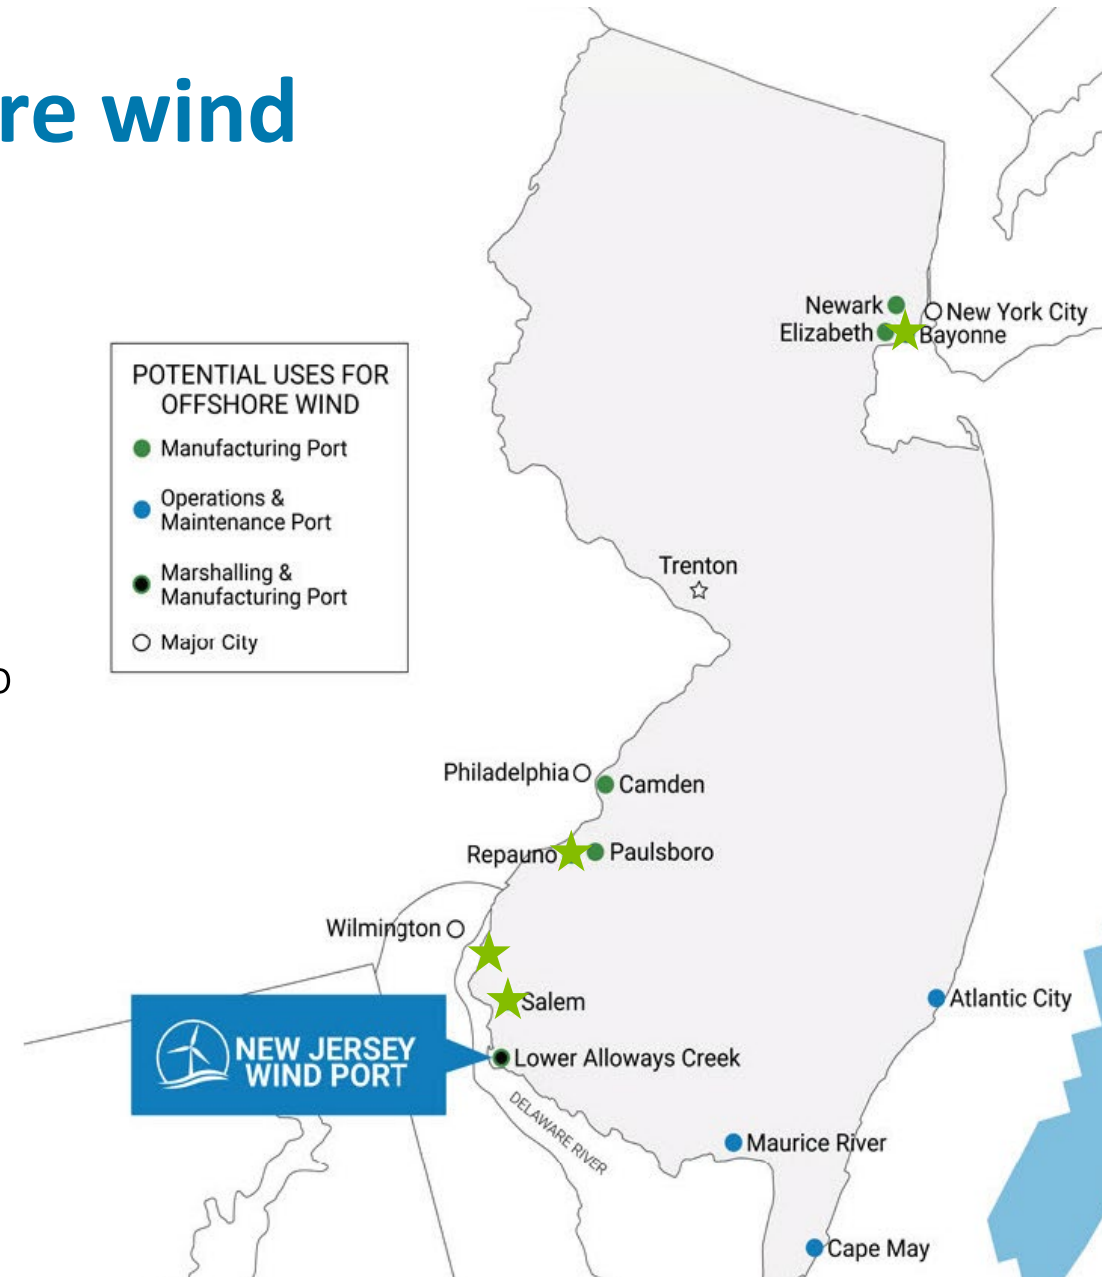 re wind
Newark
New York City
Elizabeth
Bayonne
POTENTIAL USES FOR
OFFSHORE WIND
Manufacturing Port
Operations &
Maintenance Port
Marshalling &
Manufacturing Port
Major City
Trenton
o
Philadelphia
Camden
Repauno
Paulsboro
Wilmington
Salem
Atlantic City
NEW JERSEY
WIND PORT
Lower Alloways Creek
DELAWARE RIVER
Maurice River
Cape May